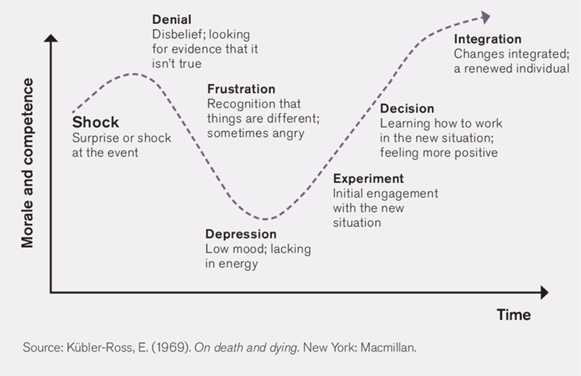 Denial
Disbelief; looking
for evidence that it
isn't true
Frustration
Recognition that
things are different;
sometimes angry
Shock
Surprise or shock
at the event
Depression
Low mood; lacking
in energy
Experiment
Initial engagement
with the new
situation
Decision
Learning how to work
in the new situation;
feeling more positive
Integration
Changes integrated;
a renewed individual
Morale and competence
Time
Source: Kübler-Ross, E. (1969). On death and dying. New York: Macmillan.